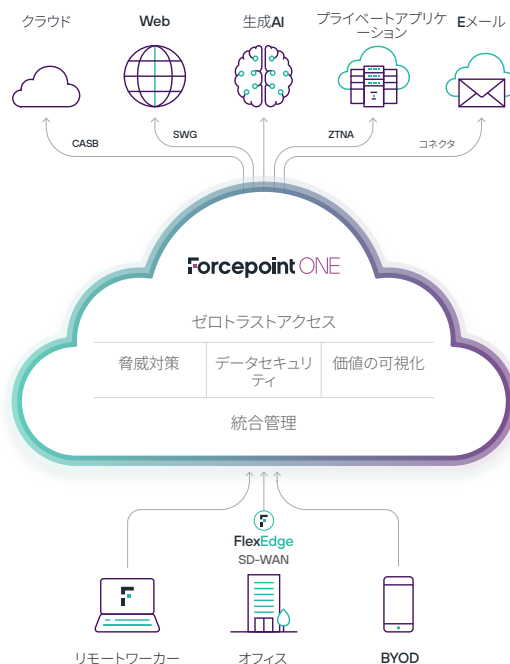 クラウド
Web
生成AI
プライベートアプリケ
ーション
Eメール
CASB
SWG
ZTNA
コネクタ
Forcepoint ONE
ゼロトラストアクセス
脅威対策
データセキュリ
ティ
価値の可視化
統合管理
FlexEdge
SD-WAN
リモートワーカー
オフィス
BYOD